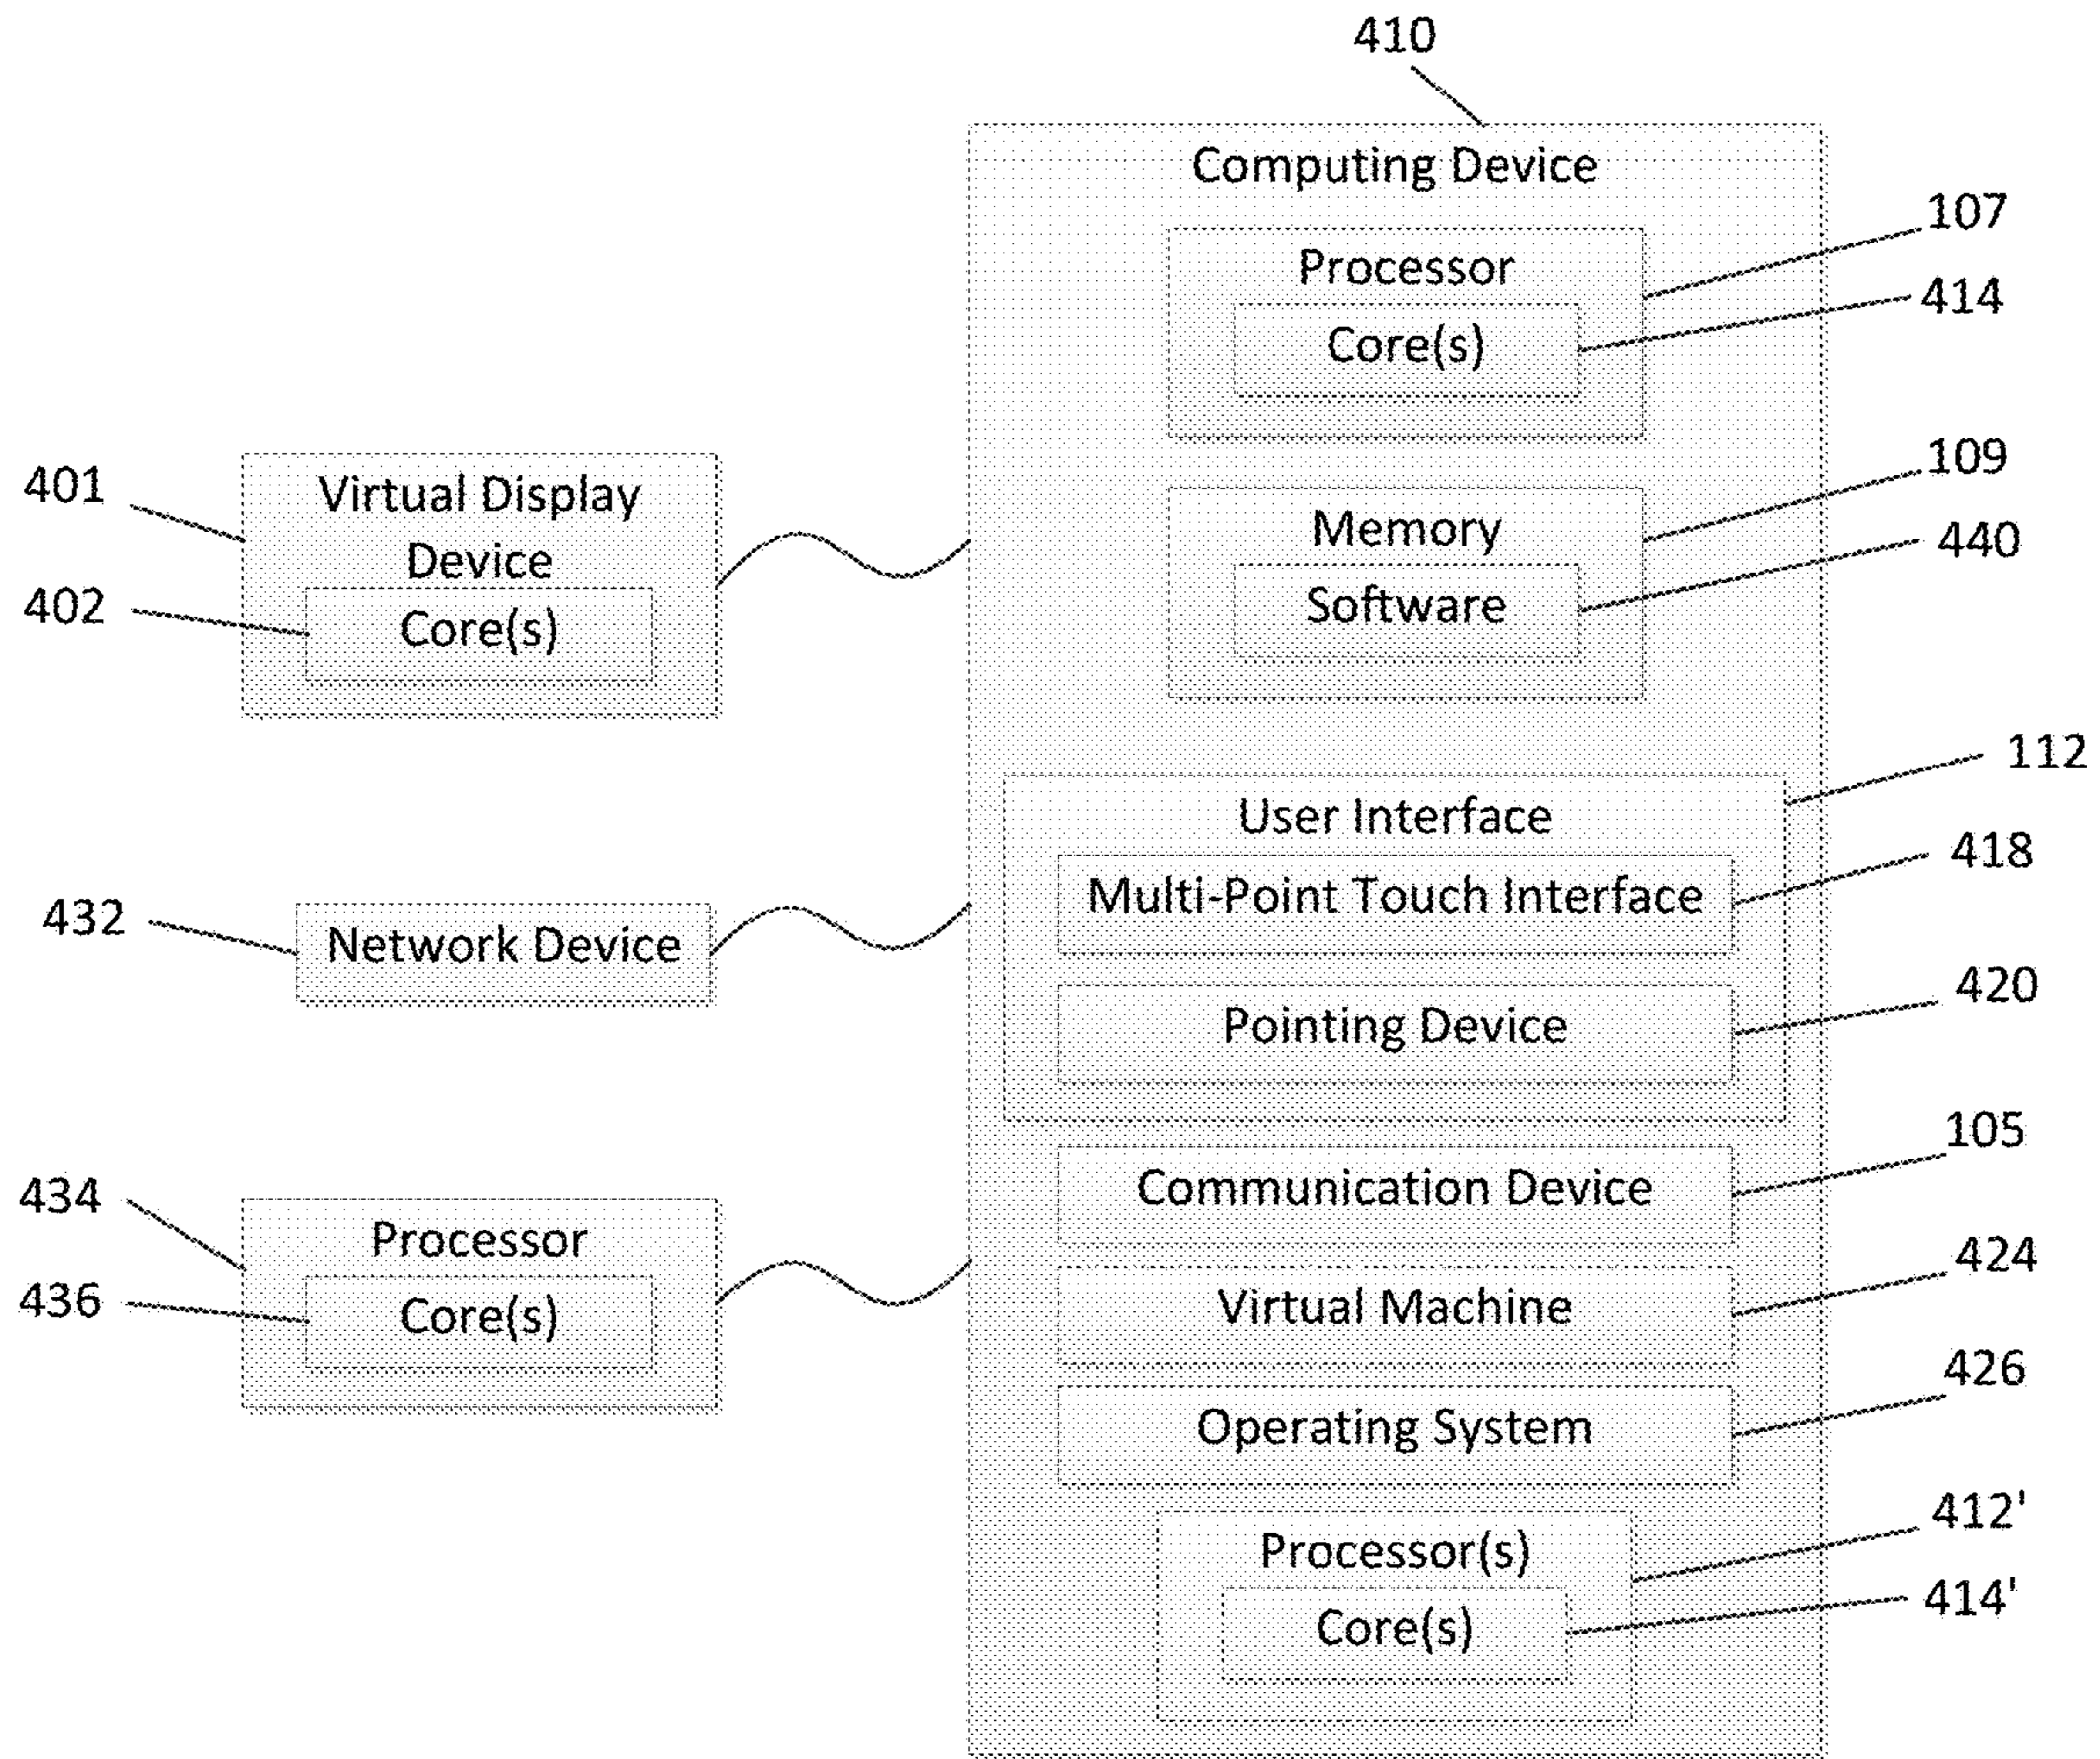 410
Computing Device
107
Processor
414
Core(s)
109
Memory
440
Software
401
Virtual Display
Device
402
Core(s)
112
User Interface
418
Multi-Point Touch Interface
432
Network Device
420
Pointing Device
105
Communication Device
434
Processor
436
Core(s)
424
Virtual Machine
426
Operating System
412'
Processor(s)
414'
Core(s)